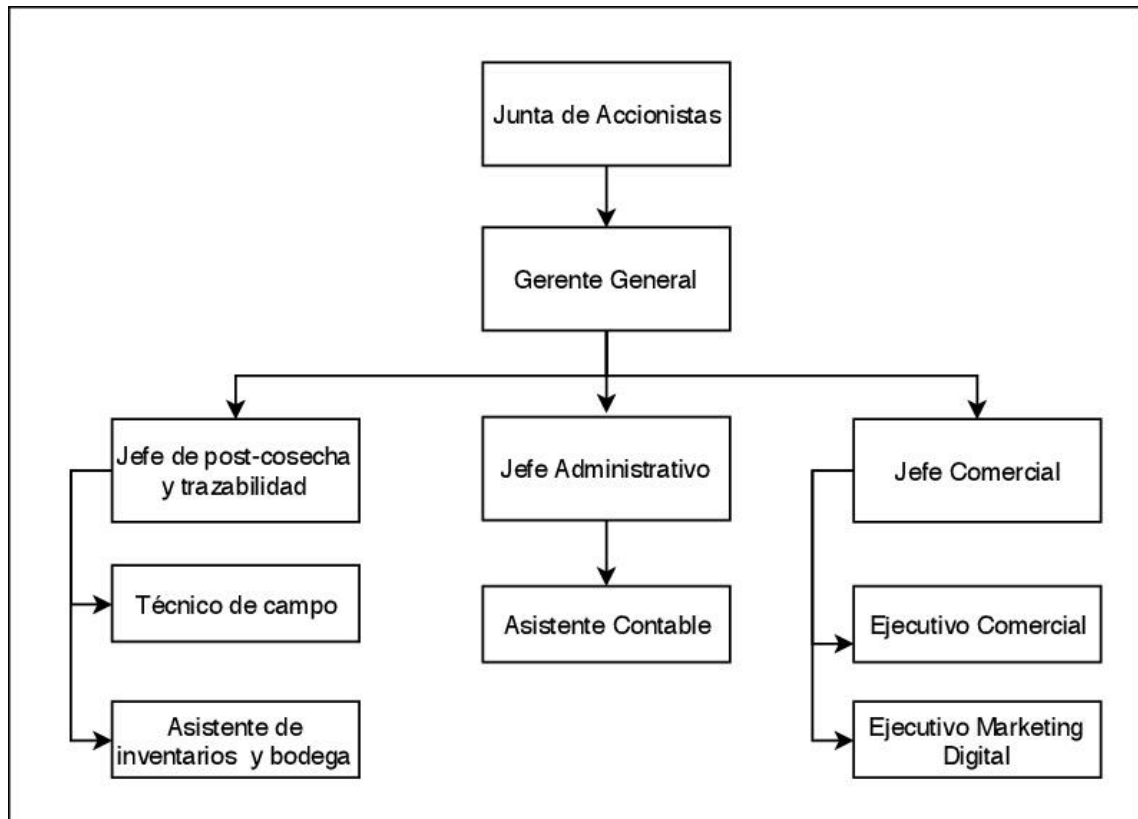 Junta de Accionistas
Gerente General
Jefe de post-cosecha
y trazabilidad
Jefe Administrativo
Jefe Comercial
Técnico de campo
Asistente Contable
Ejecutivo Comercial
Asistente de
inventarios y bodega
Ejecutivo Marketing
Digital